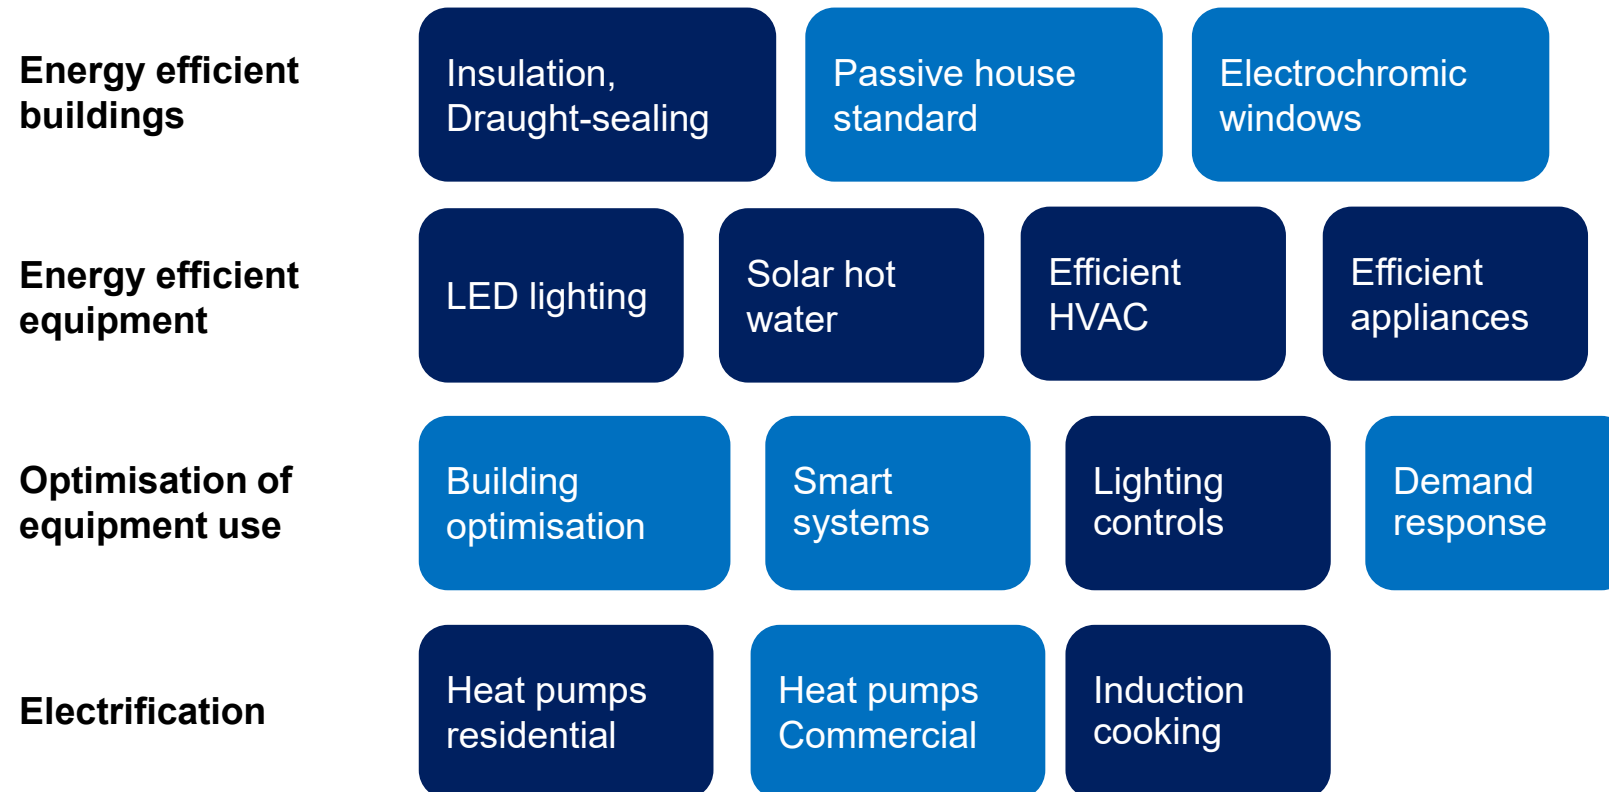 Energy efficient
buildings
Insulation,
Draught-sealing
Passive house
standard
Electrochromic
windows
Energy efficient
equipment
LED lighting
Solar hot
water
Efficient
HVAC
Efficient
appliances
Optimisation of
equipment use
Building
optimisation
Smart
systems
Lighting
controls
Demand
response
Electrification
Heat pumps
residential
Heat pumps
Commercial
Induction
cooking